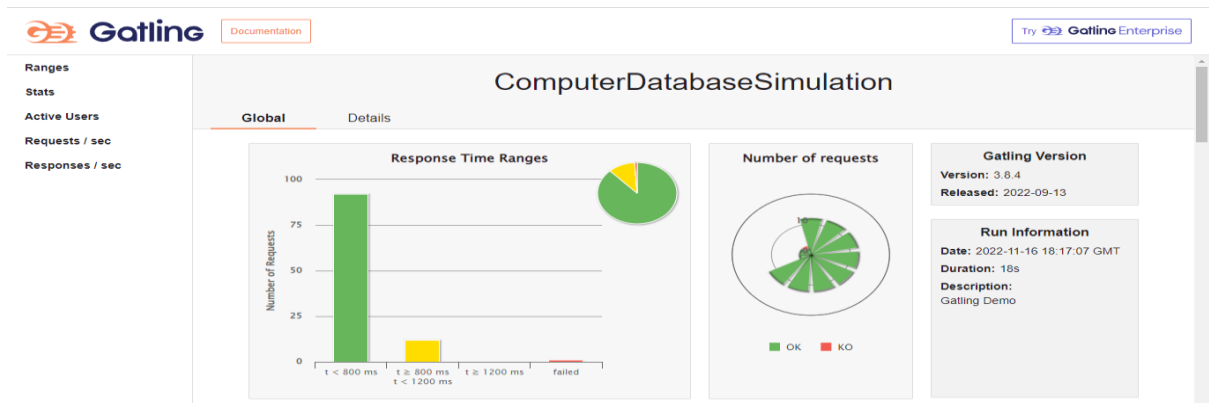 Gatling
Documentation
Try Gatling Enterprise
Ranges
Stats
Active Users
Requests / sec
Responses / sec
ComputerDatabaseSimulation
Global
Details
Response Time Ranges
100
75
50
25
0
Number of Requests
t < 800 ms
t ≥ 800 ms
t < 1200 ms
t ≥ 1200 ms
failed
Number of requests
10
OK
KO
Gatling Version
Version: 3.8.4
Released: 2022-09-13
Run Information
Date: 2022-11-16 18:17:07 GMT
Duration: 18s
Description:
Gatling Demo